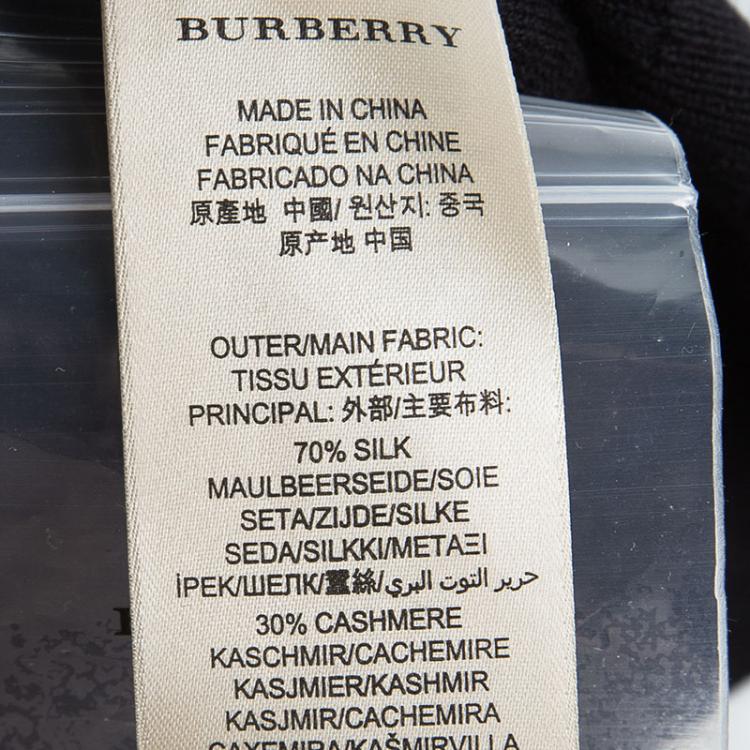 BURBERRY
MADE IN CHINA
FABRIQUÉ EN CHINE
FABRICADO NA CHINA
原產地 中國/ 원산지: 중국
原产地 中国
OUTER/MAIN FABRIC:
TISSU EXTÉRIEUR
PRINCIPAL: 外部/主要布料:
70% SILK
MAULBEERSEIDE/SOIE
SETA/ZIJDE/SILKE
SEDA/SILKKI/ΜΕΤΑΞΙ
İPEK/ШЕЛК/蠶絲/حرير التوت البري
30% CASHMERE
KASCHMIR/CACHEMIRE
KASJMIER/KASHMIR
KASJMIR/CACHEMIRA
CAXEMIRA/KAŠMIRVILLA